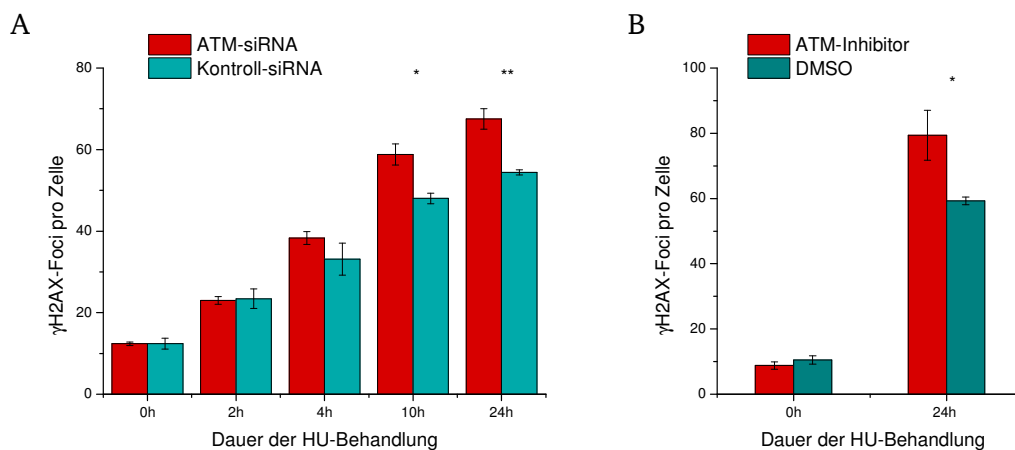 A
ATM-siRNA
Kontroll-siRNA
80
60
40
20
0
γH2AX-Foci pro Zelle
*
**
0h
2h
4h
10h
24h
Dauer der HU-Behandlung
B
ATM-Inhibitor
DMSO
100
80
60
40
20
0
γH2AX-Foci pro Zelle
*
0h
24h
Dauer der HU-Behandlung